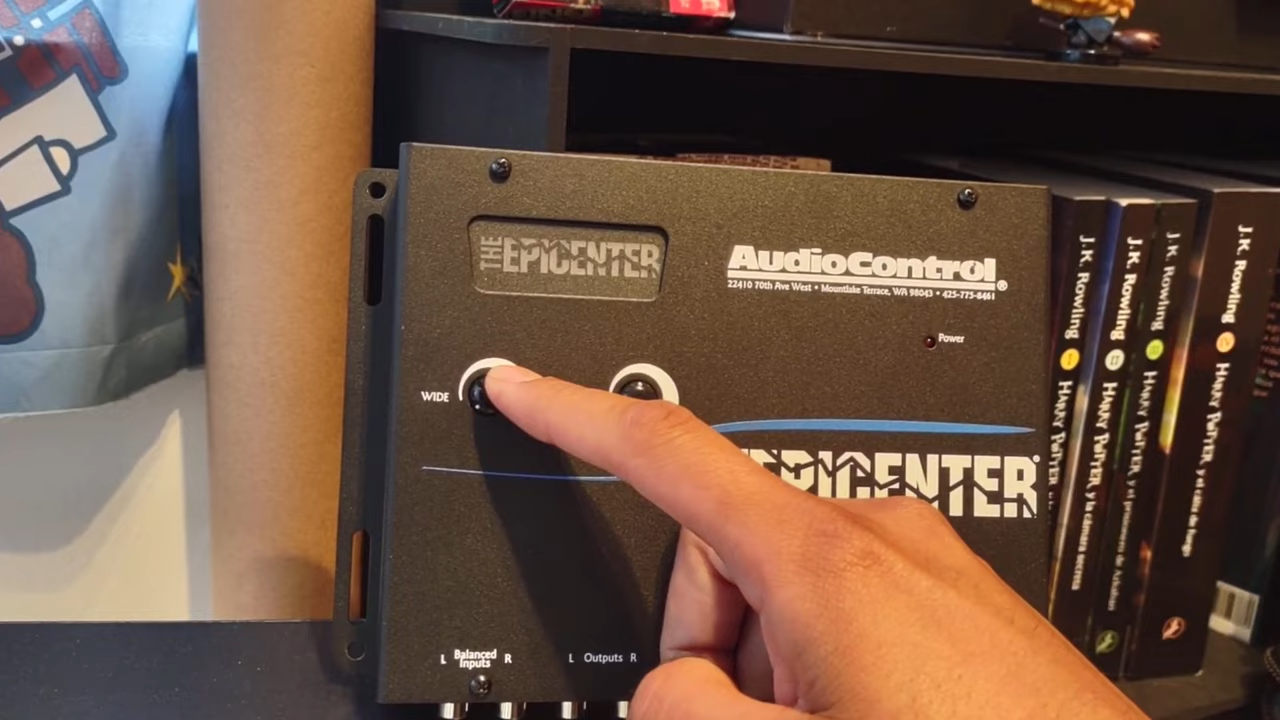 THE EPICENTER
AudioControl®
22410 70th Ave West • Mountlake Terrace, WA 98043 • 425-775-8461
Power
WIDE
EPICENTER®
L Balanced Inputs R
L Outputs R
J.K. Rowling I HARRY POTTER
J.K. Rowling II HARRY POTTER y la cámara secreta
J.K. Rowling III HARRY POTTER y el prisionero de Azkaban
J.K. Rowling HARRY POTTER y el cáliz de fuego